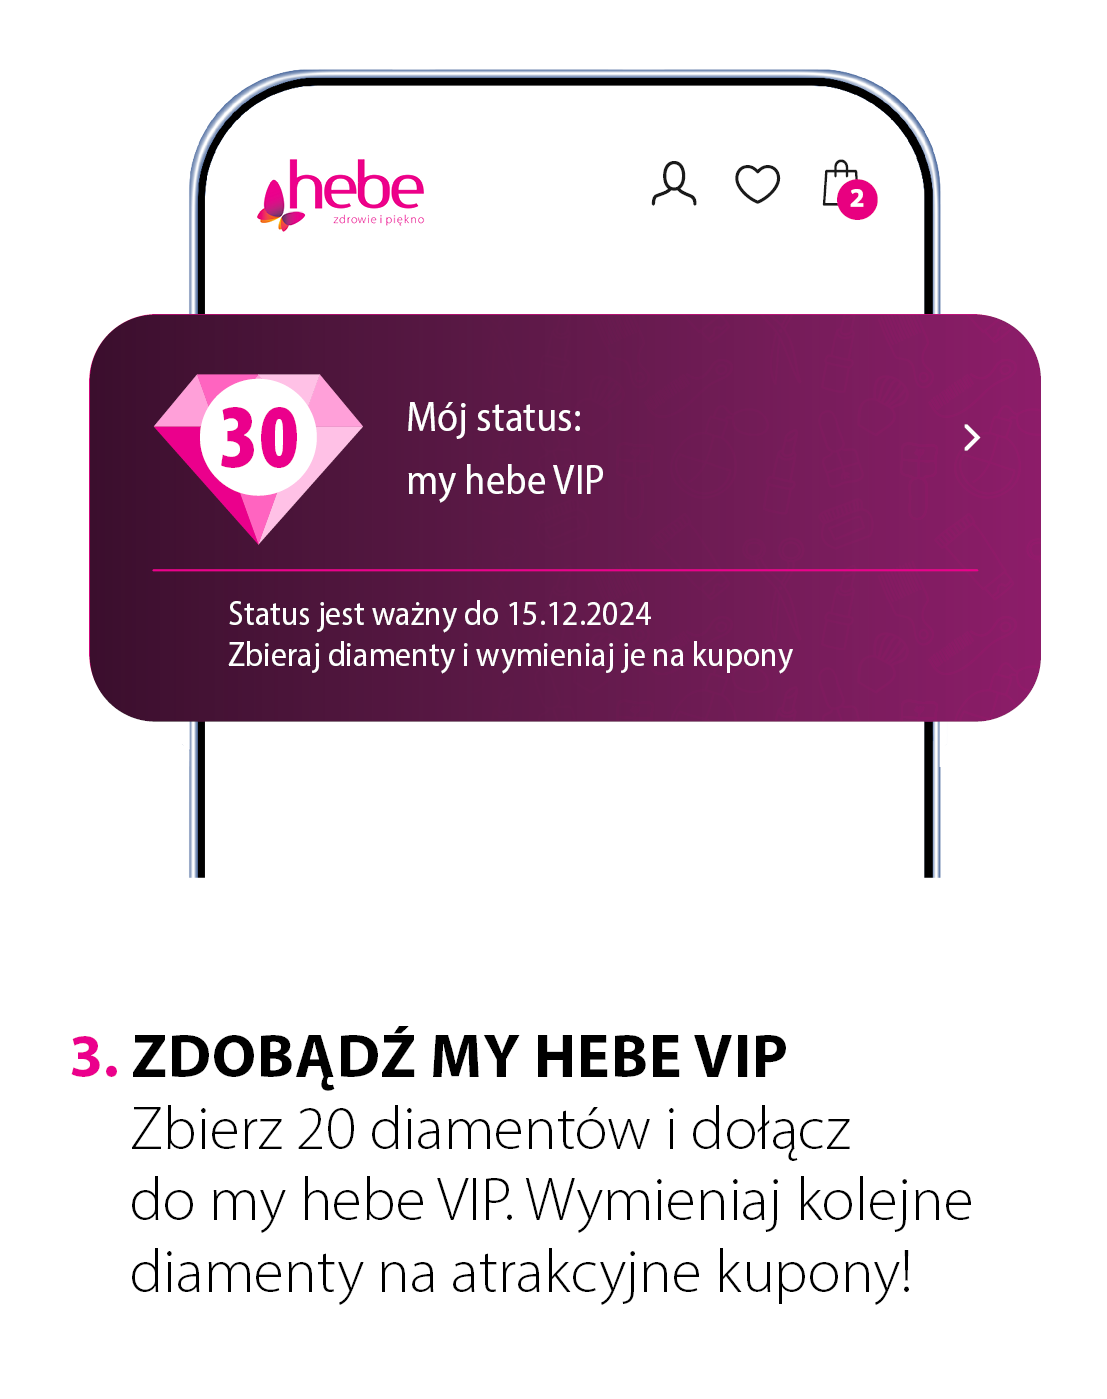 hebe
zdrowie i piękno
2
30
Mój status:
my hebe VIP
Status jest ważny do 15.12.2024
Zbieraj diamenty i wymieniaj je na kupony
3. ZDOBĄDŹ MY HEBE VIP
Zbierz 20 diamentów i dołącz
do my hebe VIP. Wymieniaj kolejne
diamenty na atrakcyjne kupony!